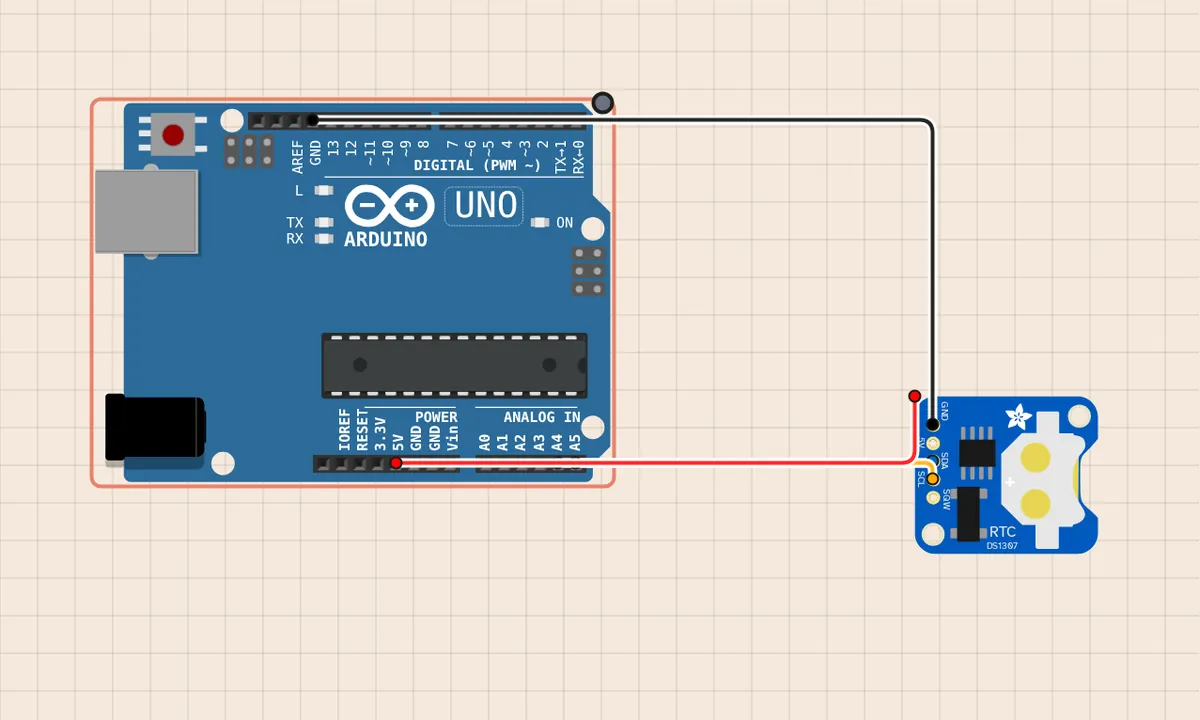 AREF
GND
13
12
~11
~10
~9
8
7
~6
~5
4
~3
2
TX→1
RX←0
DIGITAL (PWM ~)
L
TX
RX
UNO
ON
ARDUINO
IOREF
RESET
3.3V
5V
GND
GND
Vin
POWER
ANALOG IN
A0
A1
A2
A3
A4
A5
GND
5V
SDA
SCL
SQW
RTC
DS1307